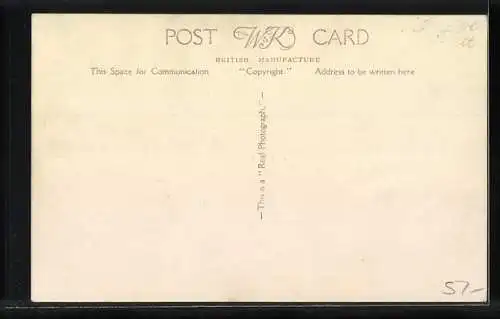 POST W&K CARD
BRITISH MANUFACTURE
This Space for Communication "Copyright." Address to be written here
—This is a "Real Photograph."—
57.-